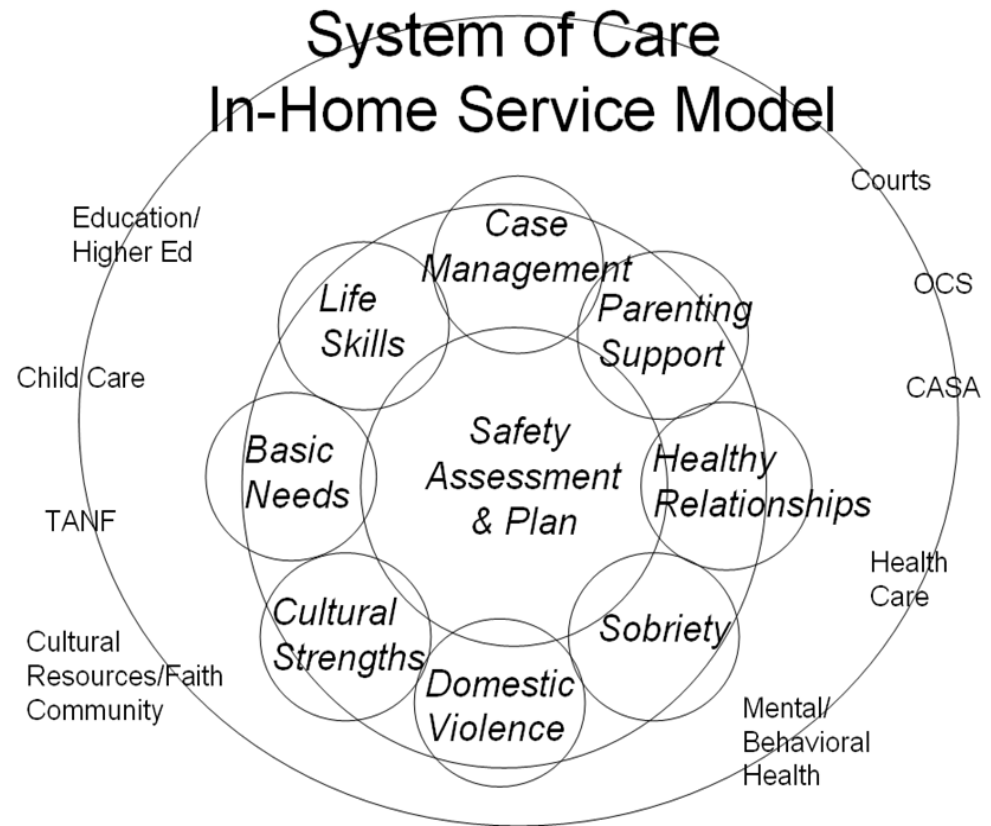 System of Care
In-Home Service Model
Courts
Education/
Higher Ed
OCS
Child Care
CASA
TANF
Health
Care
Cultural
Resources/Faith
Community
Mental/
Behavioral
Health
Case
Management
Life
Skills
Parenting
Support
Basic
Needs
Safety
Assessment
& Plan
Healthy
Relationships
Cultural
Strengths
Sobriety
Domestic
Violence